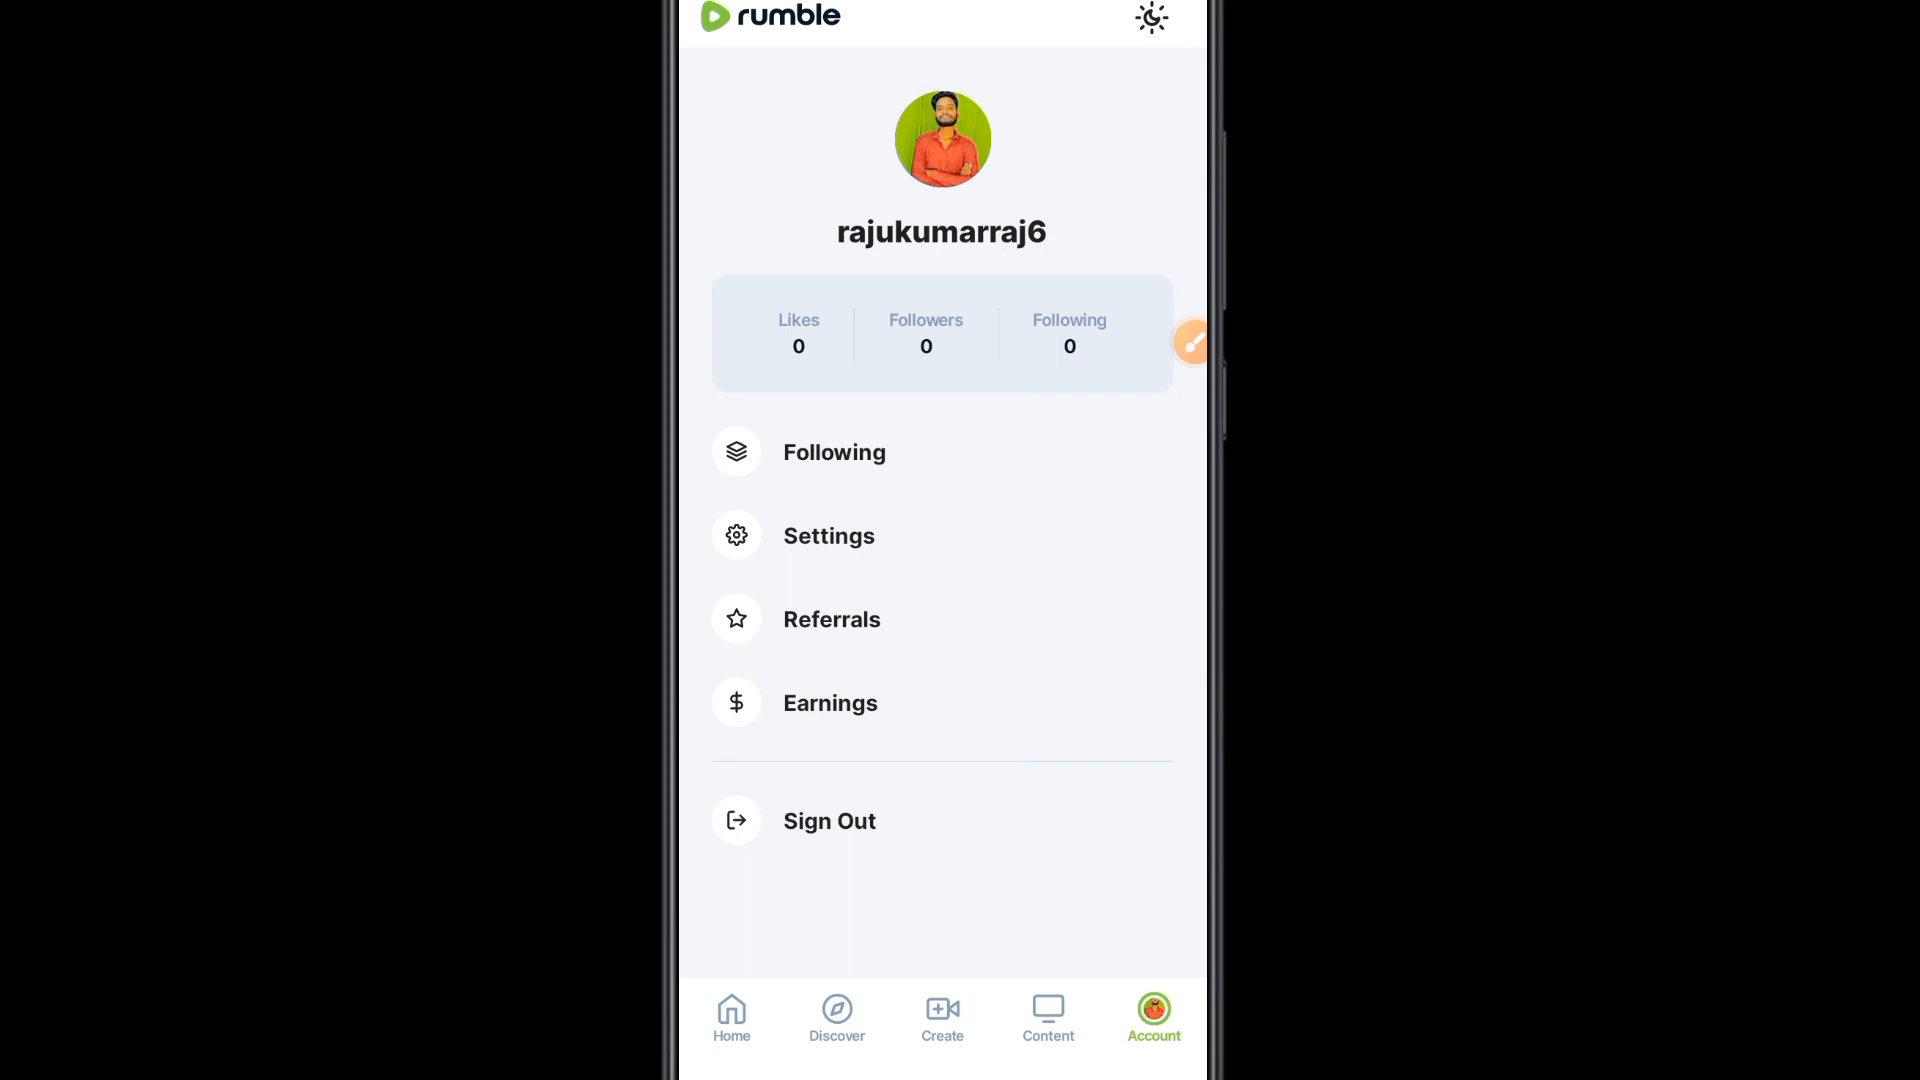 rumble
rajukumarraj6
Likes Followers Following
0 0 0
Following
Settings
Referrals
Earnings
Sign Out
Home Discover Create Content Account